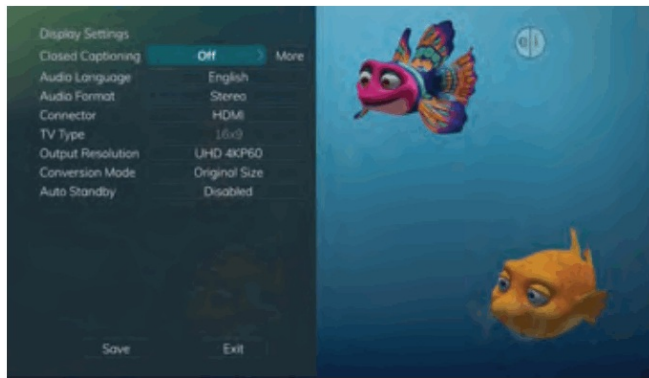 Display Settings
Closed Captioning Off More
Audio Language English
Audio Format Stereo
Connector HDMI
TV Type 16x9
Output Resolution UHD 4KP60
Conversion Mode Original Size
Auto Standby Disabled
Save Exit